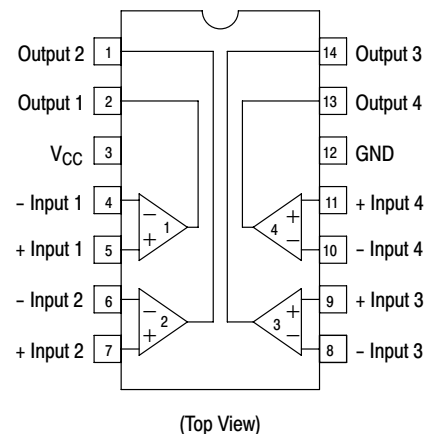 Output 2 1 14 Output 3
Output 1 2 13 Output 4
VCC 3 12 GND
– Input 1 4 – 11 + Input 4
+ Input 1 5 + 1 4 + – 10 – Input 4
– Input 2 6 – 9 + Input 3
+ Input 2 7 + 2 3 + – 8 – Input 3
(Top View)